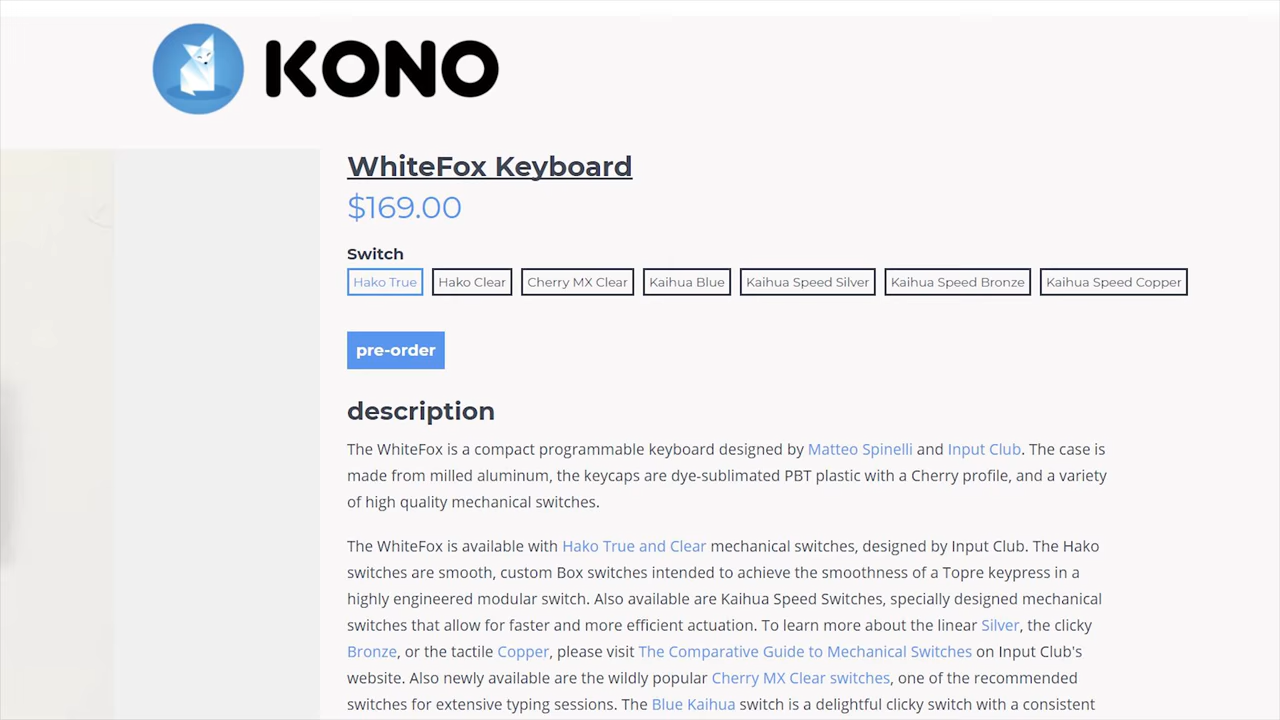 KONO
WhiteFox Keyboard
$169.00
Switch
Hako True Hako Clear Cherry MX Clear Kaihua Blue Kaihua Speed Silver Kaihua Speed Bronze Kaihua Speed Copper
pre-order
description
The WhiteFox is a compact programmable keyboard designed by Matteo Spinelli and Input Club. The case is
made from milled aluminum, the keycaps are dye-sublimated PBT plastic with a Cherry profile, and a variety
of high quality mechanical switches.
The WhiteFox is available with Hako True and Clear mechanical switches, designed by Input Club. The Hako
switches are smooth, custom Box switches intended to achieve the smoothness of a Topre keypress in a
highly engineered modular switch. Also available are Kaihua Speed Switches, specially designed mechanical
switches that allow for faster and more efficient actuation. To learn more about the linear Silver, the clicky
Bronze, or the tactile Copper, please visit The Comparative Guide to Mechanical Switches on Input Club's
website. Also newly available are the wildly popular Cherry MX Clear switches, one of the recommended
switches for extensive typing sessions. The Blue Kaihua switch is a delightful clicky switch with a consistent